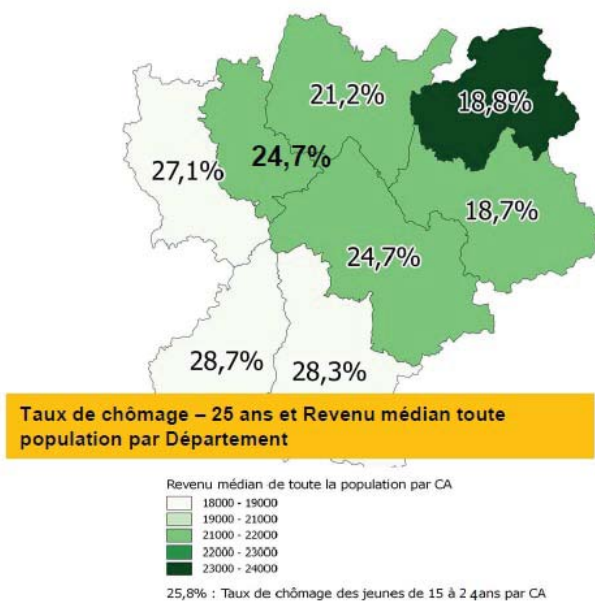 21,2%
18,8%
24,7%
27,1%
18,7%
24,7%
28,7%
28,3%
Taux de chômage – 25 ans et Revenu médian toute
population par Département
Revenu médian de toute la population par CA
18000 - 19000
19000 - 21000
21000 - 22000
22000 - 23000
23000 - 24000
25,8% : Taux de chômage des jeunes de 15 à 24ans par CA